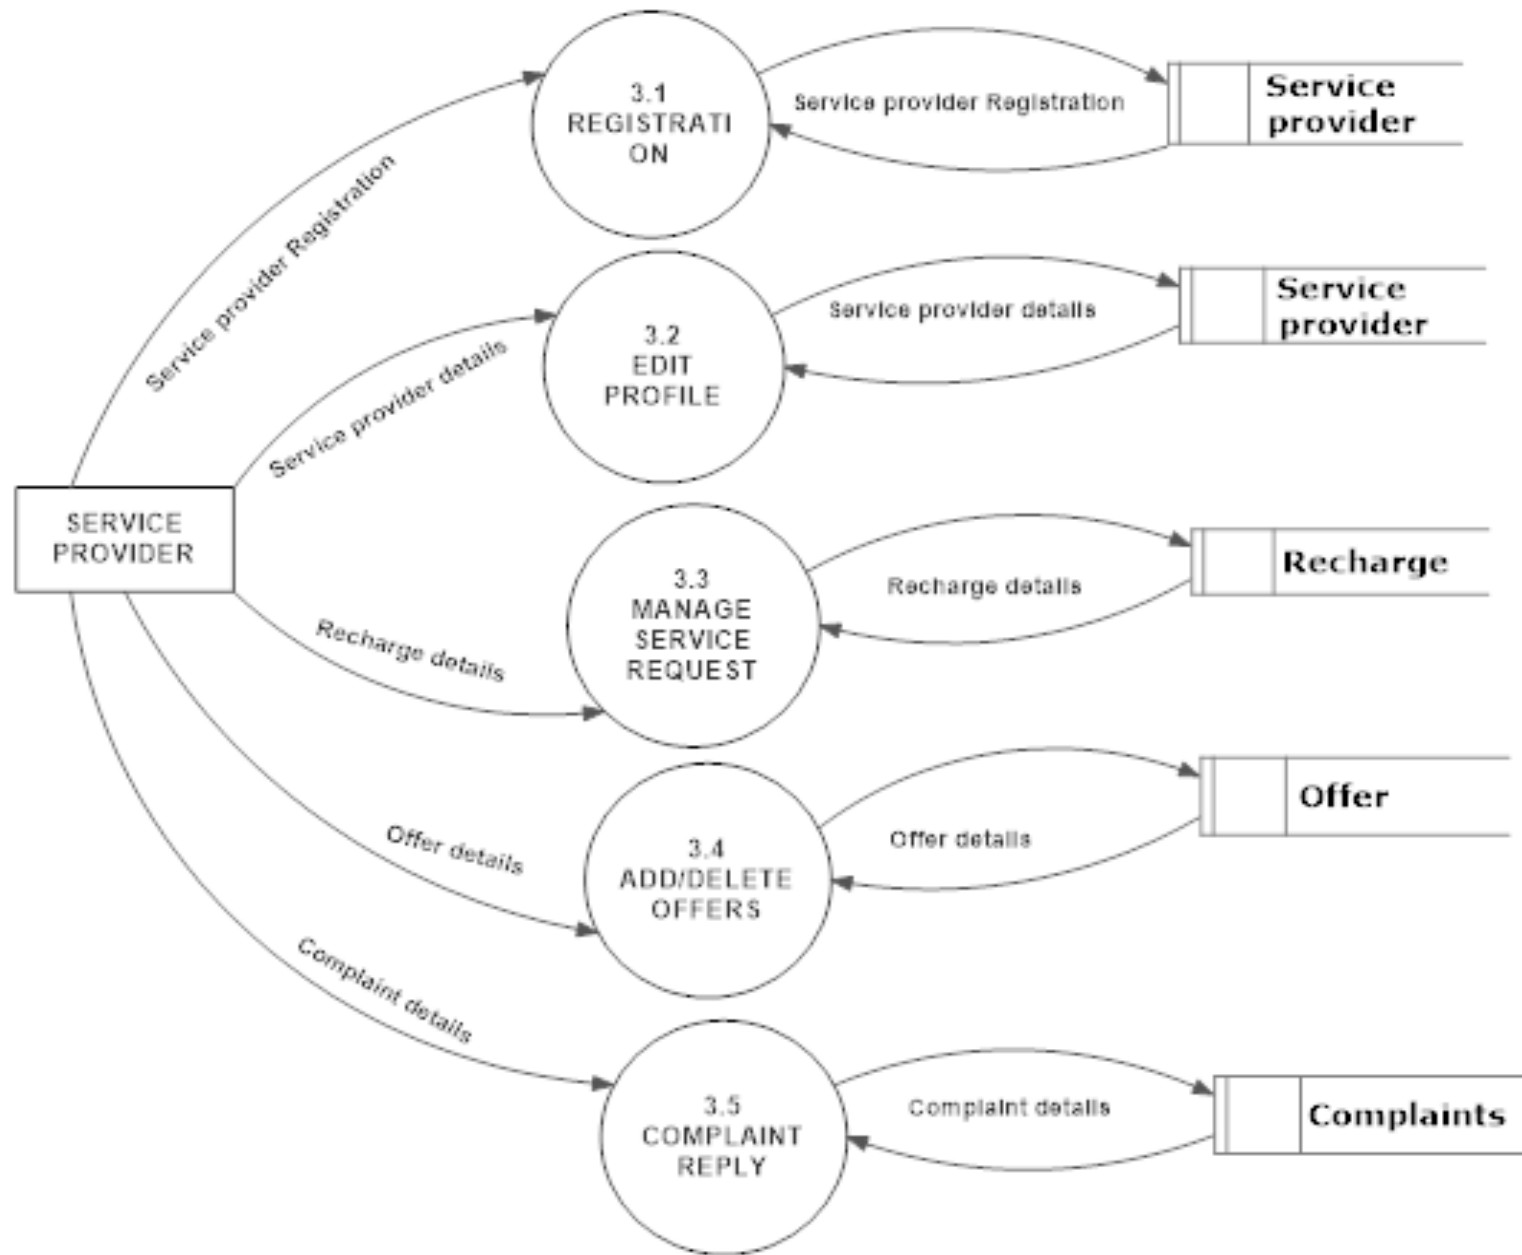 3.1
REGISTRATI
ON
Service provider Registration
Service
provider
Service provider Registration
3.2
EDIT
PROFILE
Service provider details
Service
provider
Service provider details
SERVICE
PROVIDER
3.3
MANAGE
SERVICE
REQUEST
Recharge details
Recharge
Recharge details
3.4
ADD/DELETE
OFFERS
Offer details
Offer
Offer details
Complaint details
3.5
COMPLAINT
REPLY
Complaint details
Complaints